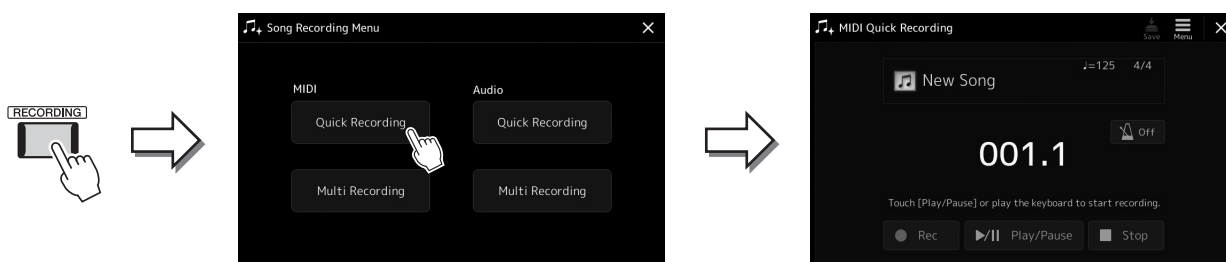 RECORDING
Song Recording Menu
MIDI
Audio
Quick Recording
Quick Recording
Multi Recording
Multi Recording
MIDI Quick Recording
Save
Menu
♩=125 4/4
New Song
Off
001.1
Touch [Play/Pause] or play the keyboard to start recording.
Rec
Play/Pause
Stop